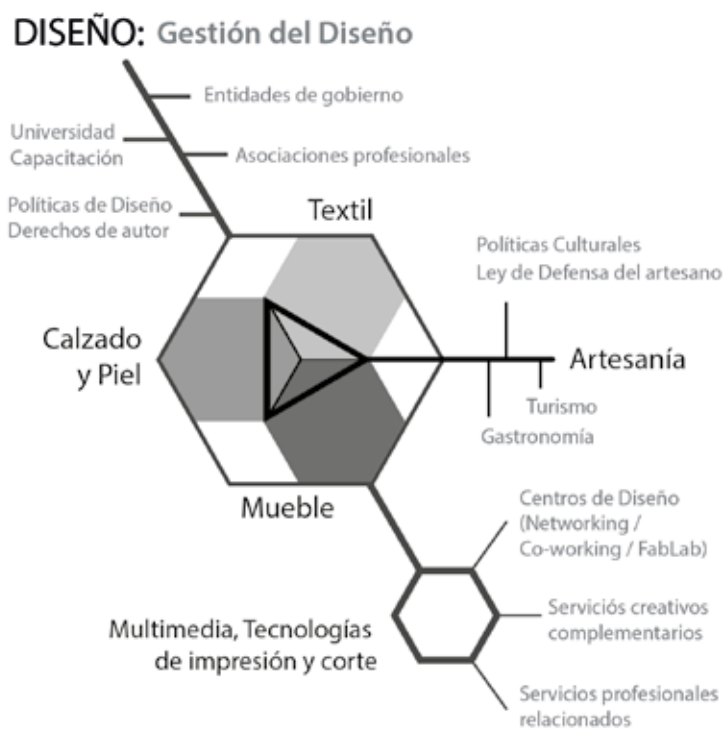 DISEÑO: Gestión del Diseño
Entidades de gobierno
Universidad
Capacitación
Asociaciones profesionales
Políticas de Diseño
Derechos de autor
Textil
Políticas Culturales
Ley de Defensa del artesano
Calzado
y Piel
Artesanía
Turismo
Gastronomía
Mueble
Centros de Diseño
(Networking /
Co-working / FabLab)
Serviciós creativos
complementarios
Multimedia, Tecnologías
de impresión y corte
Servicios profesionales
relacionados